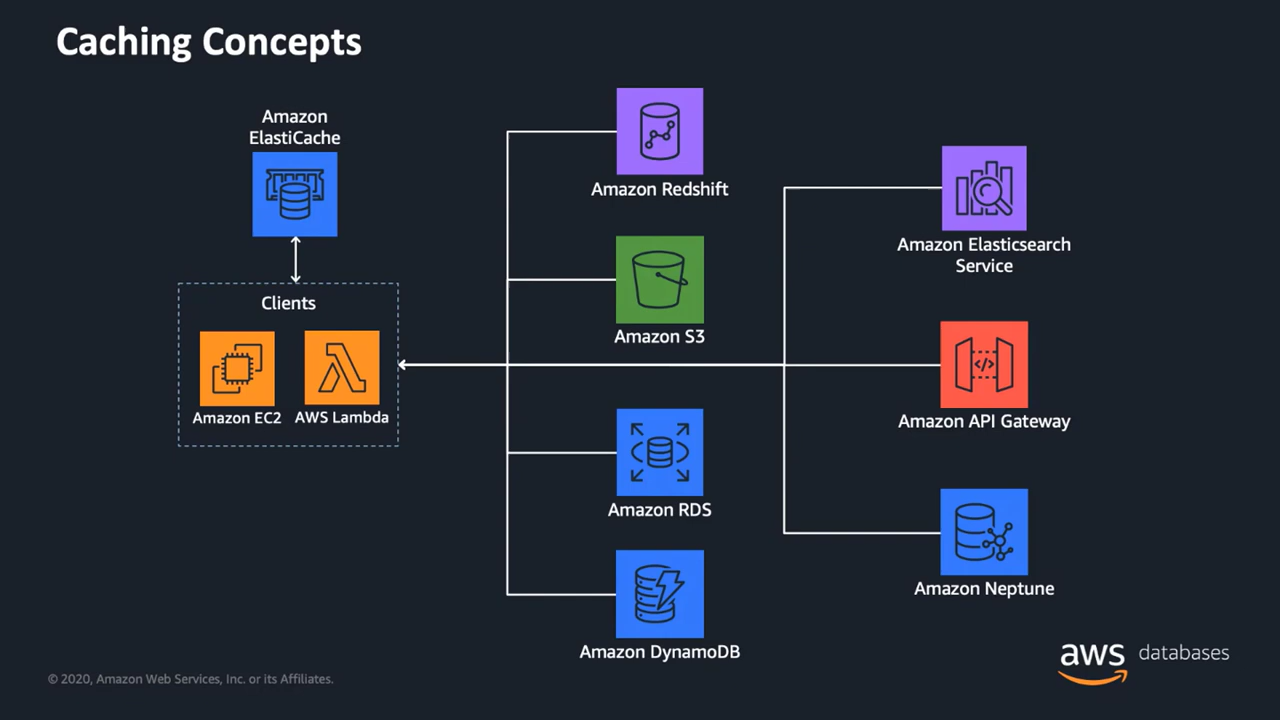 Caching Concepts
Amazon
ElastiCache
Clients
Amazon EC2
AWS Lambda
Amazon Redshift
Amazon S3
Amazon RDS
Amazon DynamoDB
Amazon Elasticsearch
Service
</>
Amazon API Gateway
Amazon Neptune
aws databases
© 2020, Amazon Web Services, Inc. or its Affiliates.